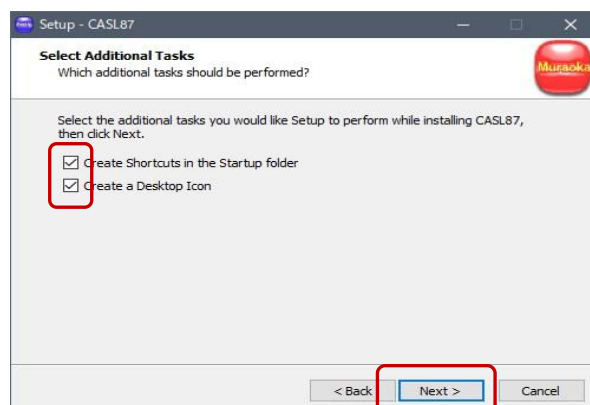 Setup - CASL87
Select Additional Tasks
Which additional tasks should be performed?
Muraoka
Select the additional tasks you would like Setup to perform while installing CASL87,
then click Next.
Create Shortcuts in the Startup folder
Create a Desktop Icon
< Back
Next >
Cancel